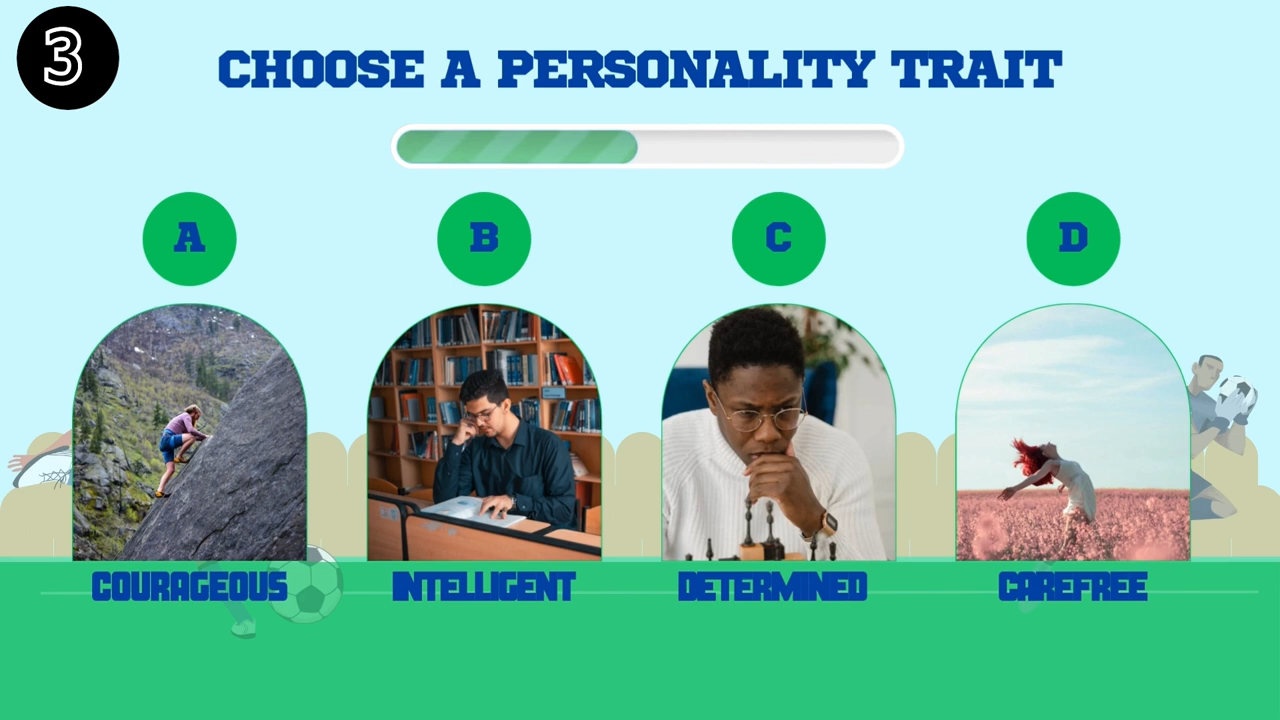 3
CHOOSE A PERSONALITY TRAIT
A
B
C
D
COURAGEOUS
INTELLIGENT
DETERMINED
CAREFREE